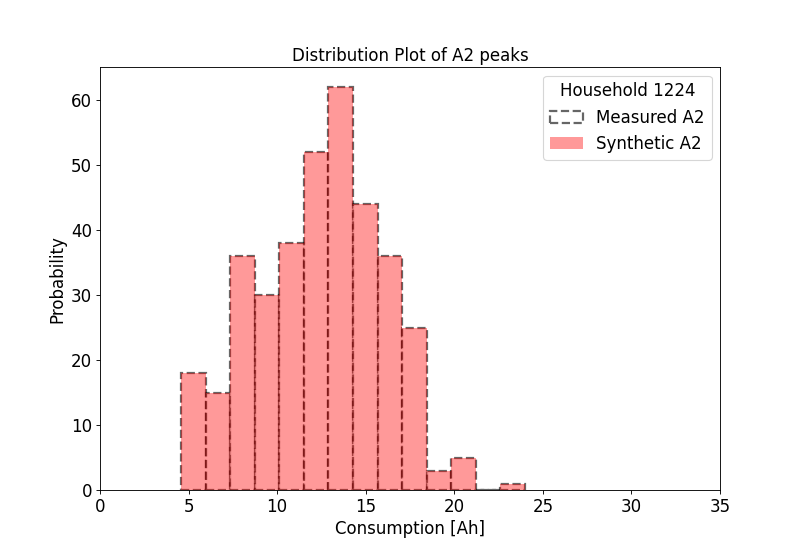 Distribution Plot of A2 peaks
Household 1224
Measured A2
Synthetic A2
Probability
60
50
40
30
20
10
0
0 5 10 15 20 25 30 35
Consumption [Ah]